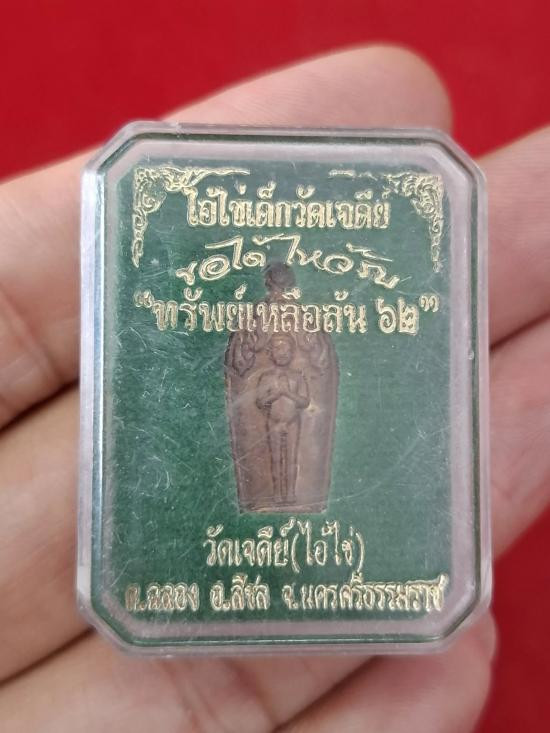 ไอ้ไข่เด็กวัดเจดีย์
ขอได้ไหว้รับ
“ทรัพย์เหลือล้น ๖๒”
วัดเจดีย์(ไอ้ไข่)
ต.ฉลอง อ.สิชล จ.นครศรีธรรมราช